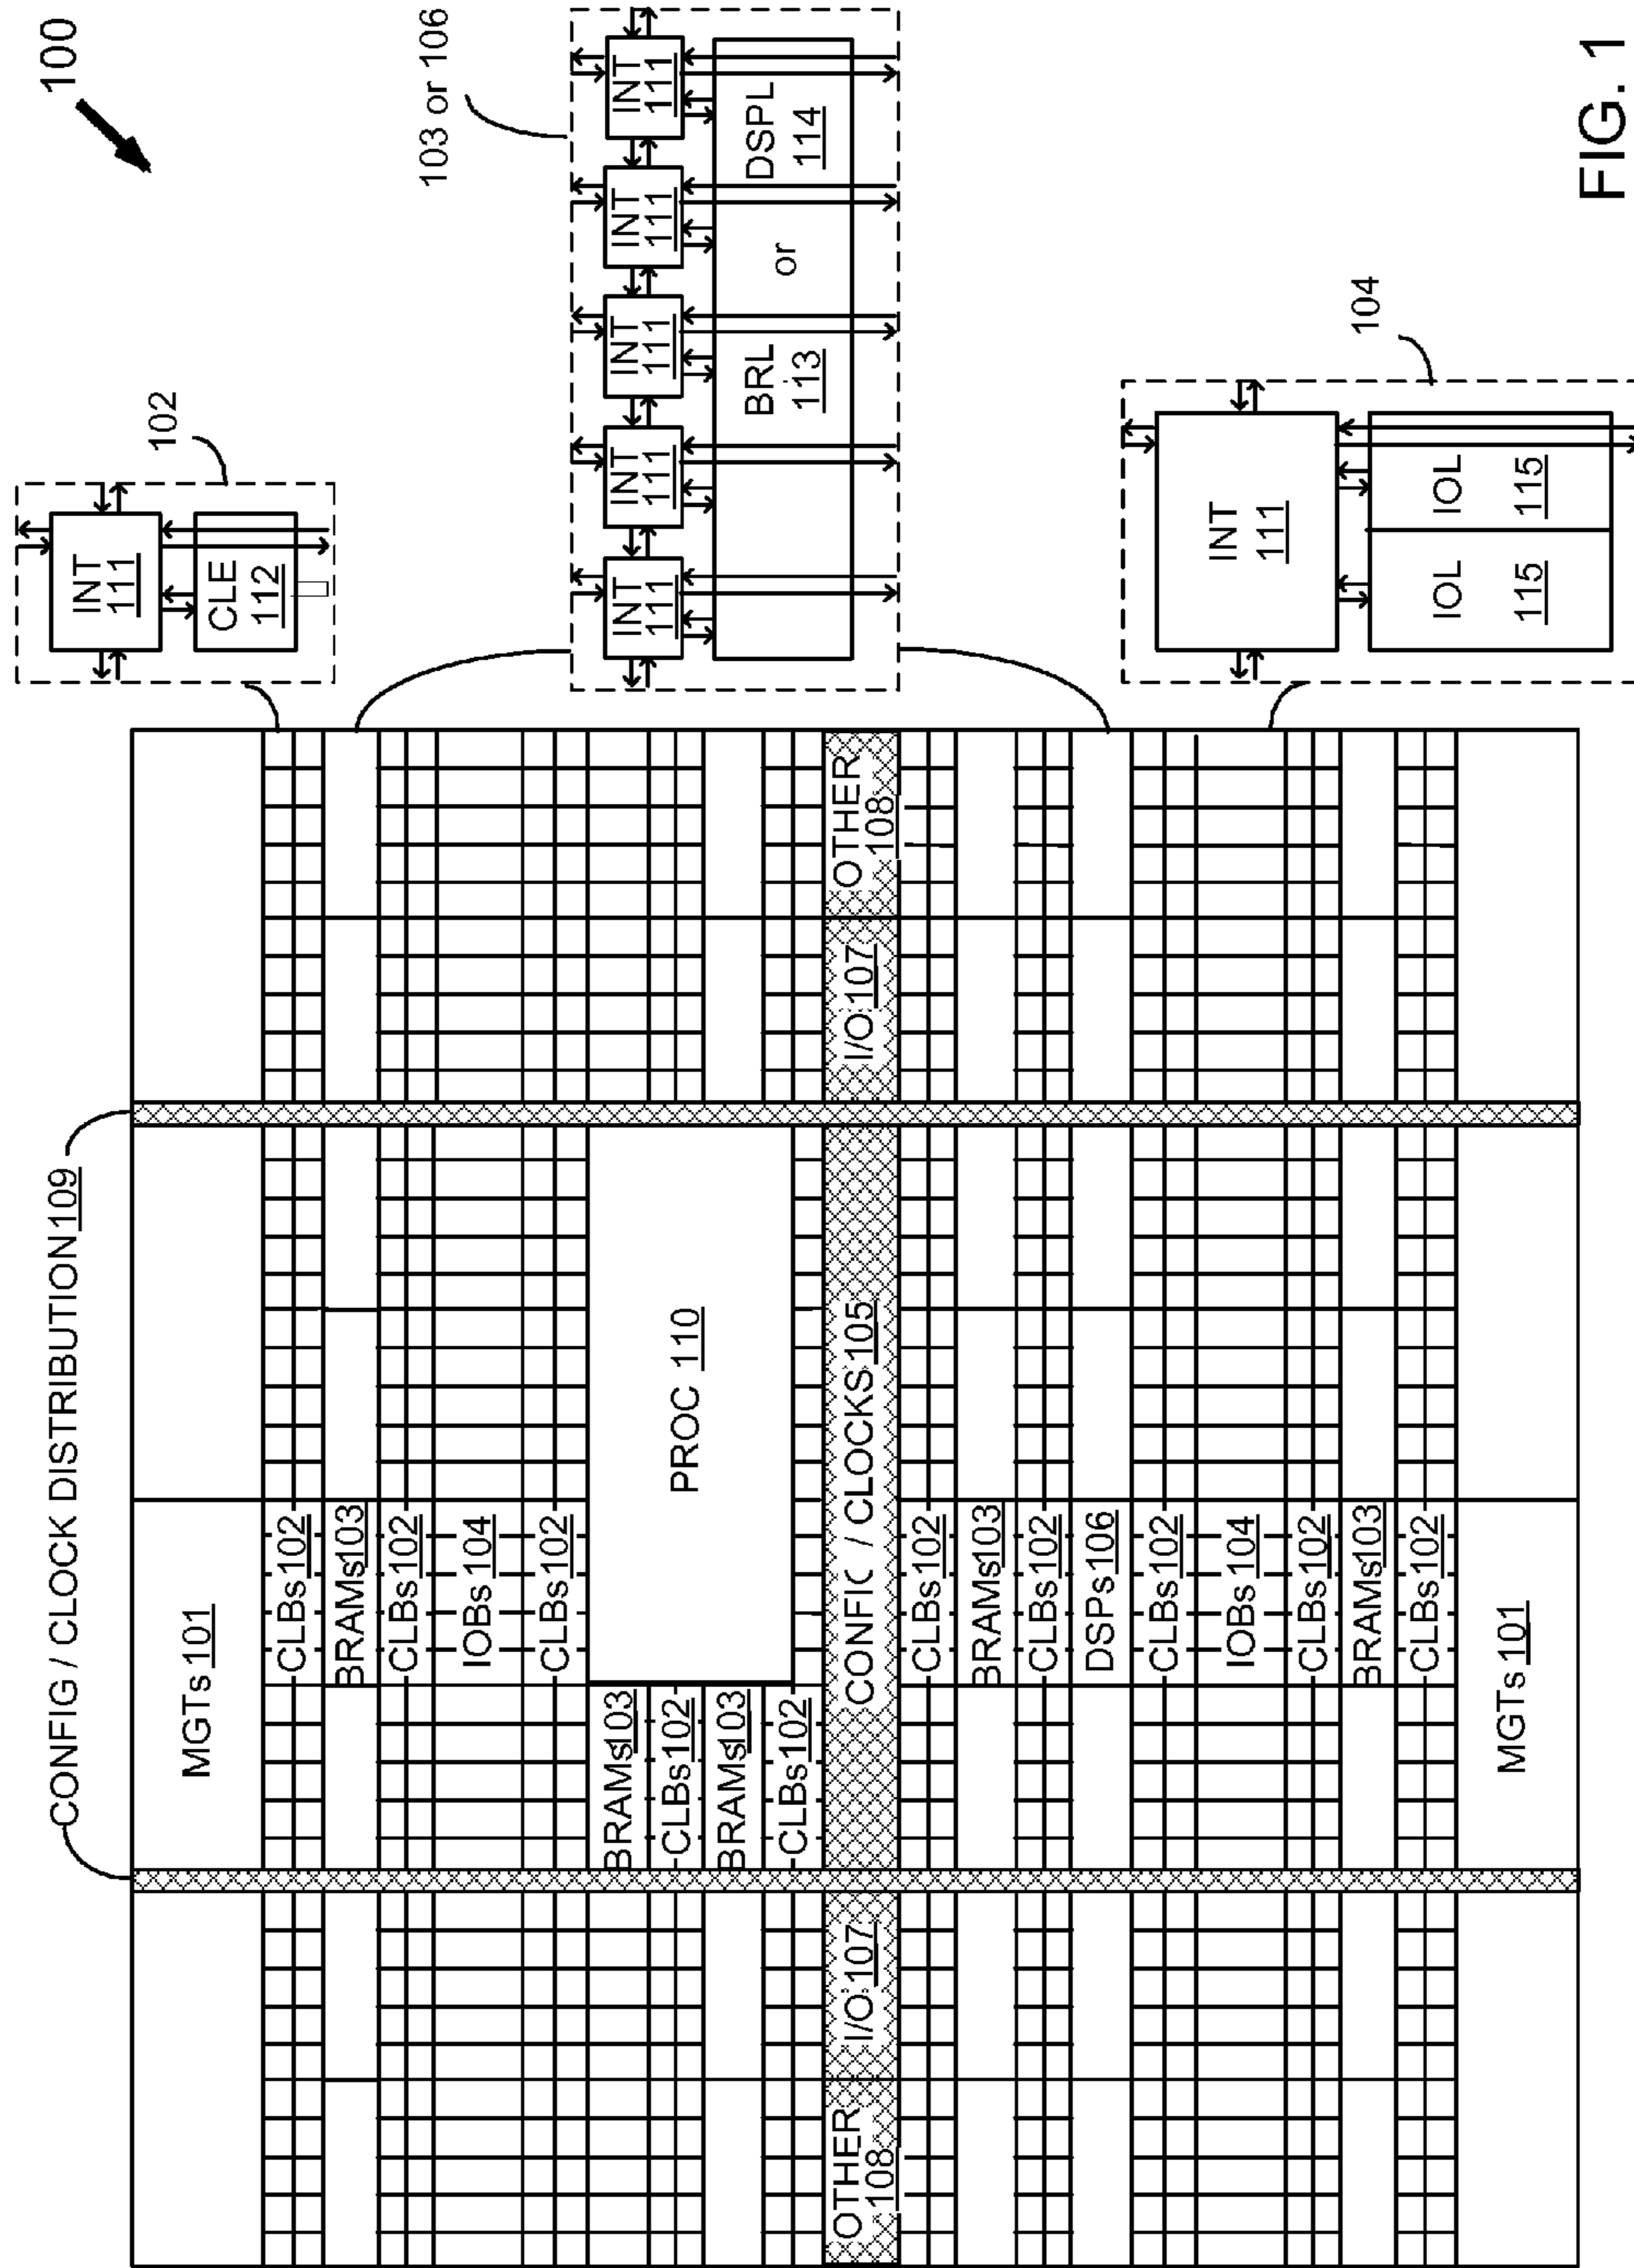 100
CONFIG / CLOCK DISTRIBUTION 109
MGTs 101
CLBs 102
BRAMs 103
CLBs 102
IOBs 104
CLBs 102
PROC 110
BRAMs 103
CLBs 102
BRAMs 103
CLBs 102
OTHER
108
I/O 107
CONFIG / CLOCKS 105
I/O 107
OTHER
108
CLBs 102
BRAMs 103
CLBs 102
DSPs 106
CLBs 102
IOBs 104
CLBs 102
BRAMs 103
CLBs 102
MGTs 101
102
INT
111
CLE
112
103 or 106
INT
111
INT
111
INT
111
INT
111
INT
111
BRL
113
or
DSPL
114
104
INT
111
IOL
115
IOL
115
FIG. 1